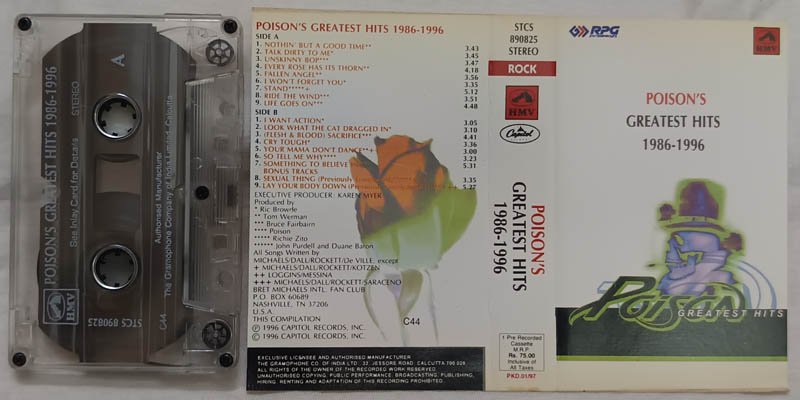 POISON'S GREATEST HITS 1986-1996
STEREO
See Inlay Card for Details
A
Authorised Manufacturer
The Gramophone Company of India Limited, Calcutta
C44
HMV
STCS 890825
POISON'S GREATEST HITS 1986-1996
SIDE A
1. NOTHIN' BUT A GOOD TIME** 3.43
2. TALK DIRTY TO ME* 3.45
3. UNSKINNY BOP*** 3.47
4. EVERY ROSE HAS ITS THORN** 4.18
5. FALLEN ANGEL** 3.56
6. I WON'T FORGET YOU* 3.35
7. STAND*****+ 5.12
8. RIDE THE WIND*** 3.51
9. LIFE GOES ON*** 4.48
SIDE B
1. I WANT ACTION* 3.05
2. LOOK WHAT THE CAT DRAGGED IN* 3.10
3. (FLESH & BLOOD) SACRIFICE*** 4.41
4. CRY TOUGH* 3.00
5. YOUR MAMA DON'T DANCE**++ 3.36
6. SO TELL ME WHY**** 3.23
7. SOMETHING TO BELIEVE IN
BONUS TRACKS
8. SEXUAL THING (Previously 3.35
9. LAY YOUR BODY DOWN (Previously 5.27
EXECUTIVE PRODUCER: KAREN MYER
Produced by
* Ric Browde
** Tom Werman
*** Bruce Fairbairn
**** Poison
***** Richie Zito
****** John Purdell and Duane Baron
All Songs Written by
MICHAELS/DALL/ROCKETT/De VILLE, except
+ MICHAELS/DALL/ROCKETT/KOTZEN
++ LOGGINS/MESSINA
+++ MICHAELS/DALL/ROCKETT/SARACENO
BRET MICHAELS INTL. FAN CLUB
P.O. BOX 60689
NASHVILLE, TN 37206
U.S.A.
THIS COMPILATION
Ⓟ 1996 CAPITOL RECORDS, INC.
© 1996 CAPITOL RECORDS, INC.
C44
EXCLUSIVE LICENSEE AND AUTHORISED MANUFACTURER
THE GRAMOPHONE CO. OF INDIA LTD., 33, JESSORE ROAD, CALCUTTA 700 028
ALL RIGHTS OF THE OWNER OF THE RECORDED WORK RESERVED
UNAUTHORISED COPYING, PUBLIC PERFORMANCE, BROADCASTING, PUBLISHING,
HIRING, RENTING AND ADAPTATION OF THIS RECORDING PROHIBITED.
STCS
890825
STEREO
ROCK
HMV
Capitol
POISON'S
GREATEST HITS
1986-1996
1 Pre Recorded
Cassette
M.R.P.
Rs. 75.00
Inclusive of
All Taxes
PKD.01/97
RPG
HMV
POISON'S
GREATEST HITS
1986-1996
Poison
GREATEST HITS